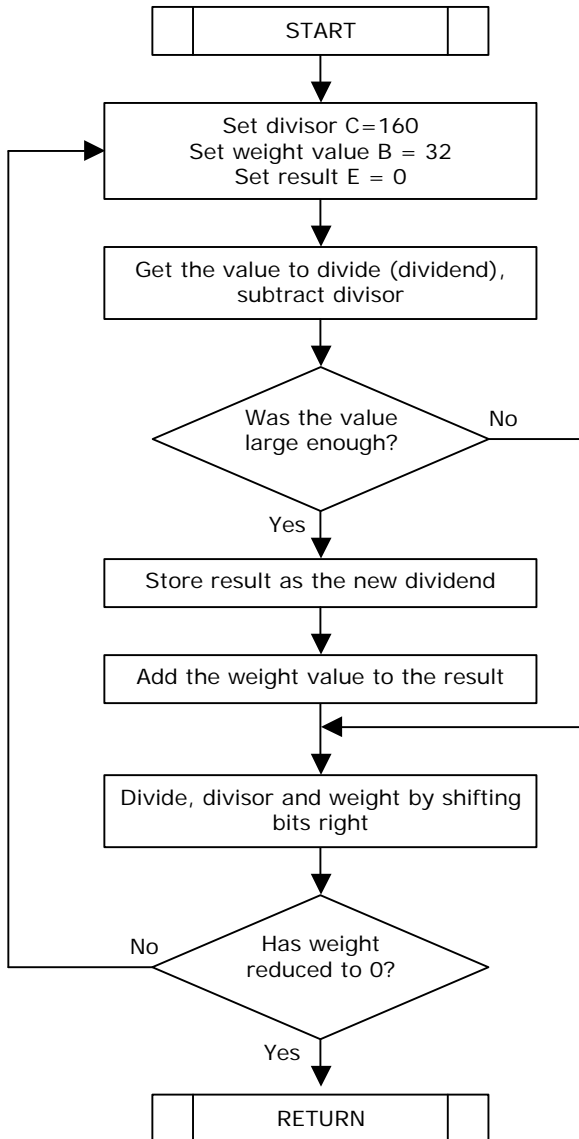 START
Set divisor C=160
Set weight value B = 32
Set result E = 0
Get the value to divide (dividend),
subtract divisor
Was the value
large enough?
No
Yes
Store result as the new dividend
Add the weight value to the result
Divide, divisor and weight by shifting
bits right
No
Has weight
reduced to 0?
Yes
RETURN